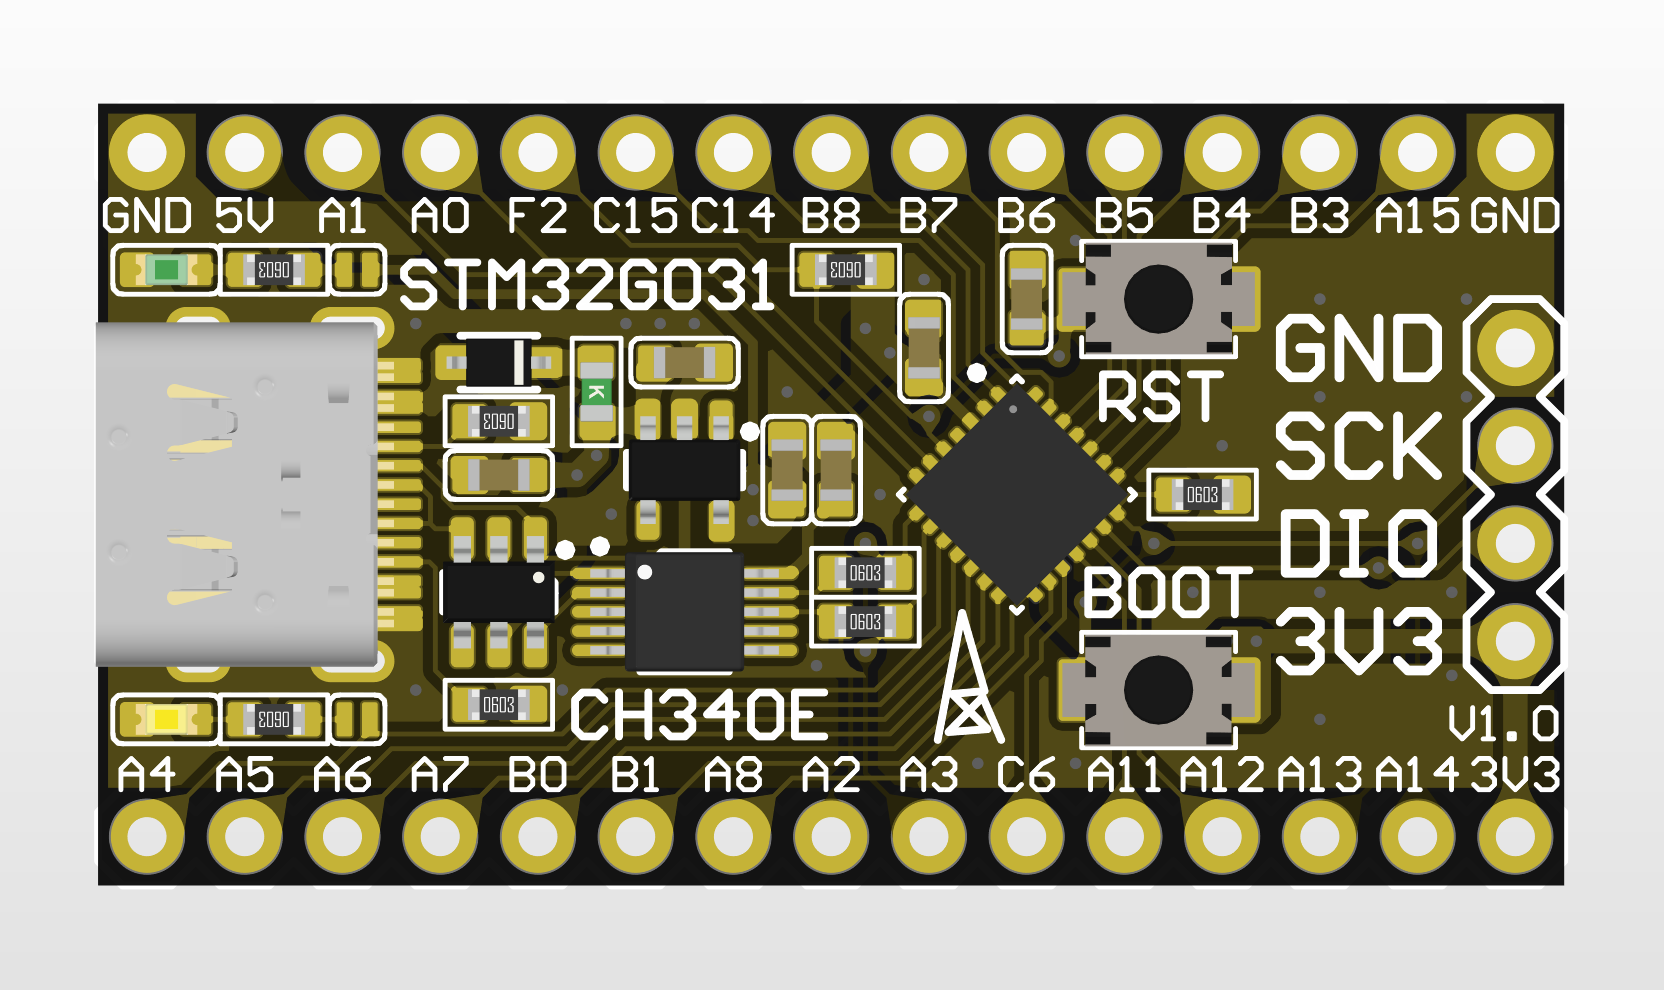 GND 5V A1 A0 F2 C15 C14 B8 B7 B6 B5 B4 B3 A15 GND
0603 0603
STM32G031
GND
K
RST
0603
SCK
0603
DIO
0603
BOOT
0603
3V3
0603
CH340E
0603
V1.0
A4 A5 A6 A7 B0 B1 A8 A2 A3 C6 A11 A12 A13 A14 3V3